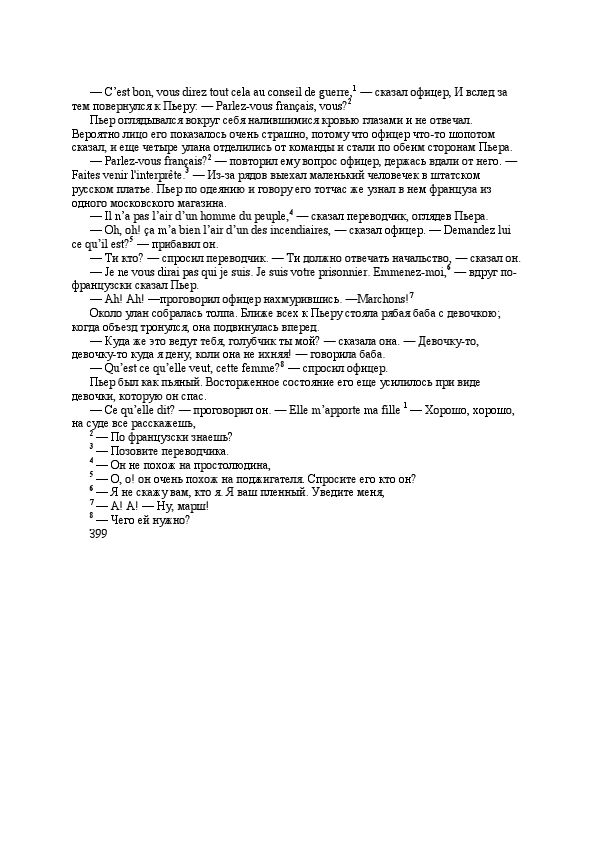 — C’est bon, vous direz tout cela au conseil de guerre,¹ — сказал офицер, И вслед за
тем повернулся к Пьеру: — Parlez-vous français, vous?²
Пьер оглядывался вокруг себя налившимися кровью глазами и не отвечал.
Вероятно лицо его показалось очень страшно, потому что офицер что-то шопотом
сказал, и еще четыре улана отделились от команды и стали по обеим сторонам Пьера.
— Parlez-vous français?² — повторил ему вопрос офицер, держась вдали от него. —
Faites venir l'interprète.³ — Из-за рядов выехал маленький человечек в штатском
русском платье. Пьер по одеянию и говору его тотчас же узнал в нем француза из
одного московского магазина.
— Il n’a pas l’air d’un homme du peuple,⁴ — сказал переводчик, оглядев Пьера.
— Oh, oh! ça m’a bien l’air d’un des incendiaires, — сказал офицер. — Demandez lui
ce qu’il est?⁵ — прибавил он.
— Ти кто? — спросил переводчик. — Ти должно отвечать начальство, — сказал он.
— Je ne vous dirai pas qui je suis. Je suis votre prisonnier. Emmenez-moi,⁶ — вдруг по-
французски сказал Пьер.
— Ah! Ah! —проговорил офицер нахмурившись. —Marchons!⁷
Около улан собралась толпа. Ближе всех к Пьеру стояла рябая баба с девочкою;
когда объезд тронулся, она подвинулась вперед.
— Куда же это ведут тебя, голубчик ты мой? — сказала она. — Девочку-то,
девочку-то куда я дену, коли она не ихняя! — говорила баба.
— Qu’est ce qu’elle veut, cette femme?⁸ — спросил офицер.
Пьер был как пьяный. Восторженное состояние его еще усилилось при виде
девочки, которую он спас.
— Ce qu’elle dit? — проговорил он. — Elle m’apporte ma fille ¹ — Хорошо, хорошо,
на суде все расскажешь,
² — По французски знаешь?
³ — Позовите переводчика.
⁴ — Он не похож на простолюдина,
⁵ — О, о! он очень похож на поджигателя. Спросите его кто он?
⁶ — Я не скажу вам, кто я. Я ваш пленный. Уведите меня,
⁷ — А! А! — Ну, марш!
⁸ — Чего ей нужно?
399